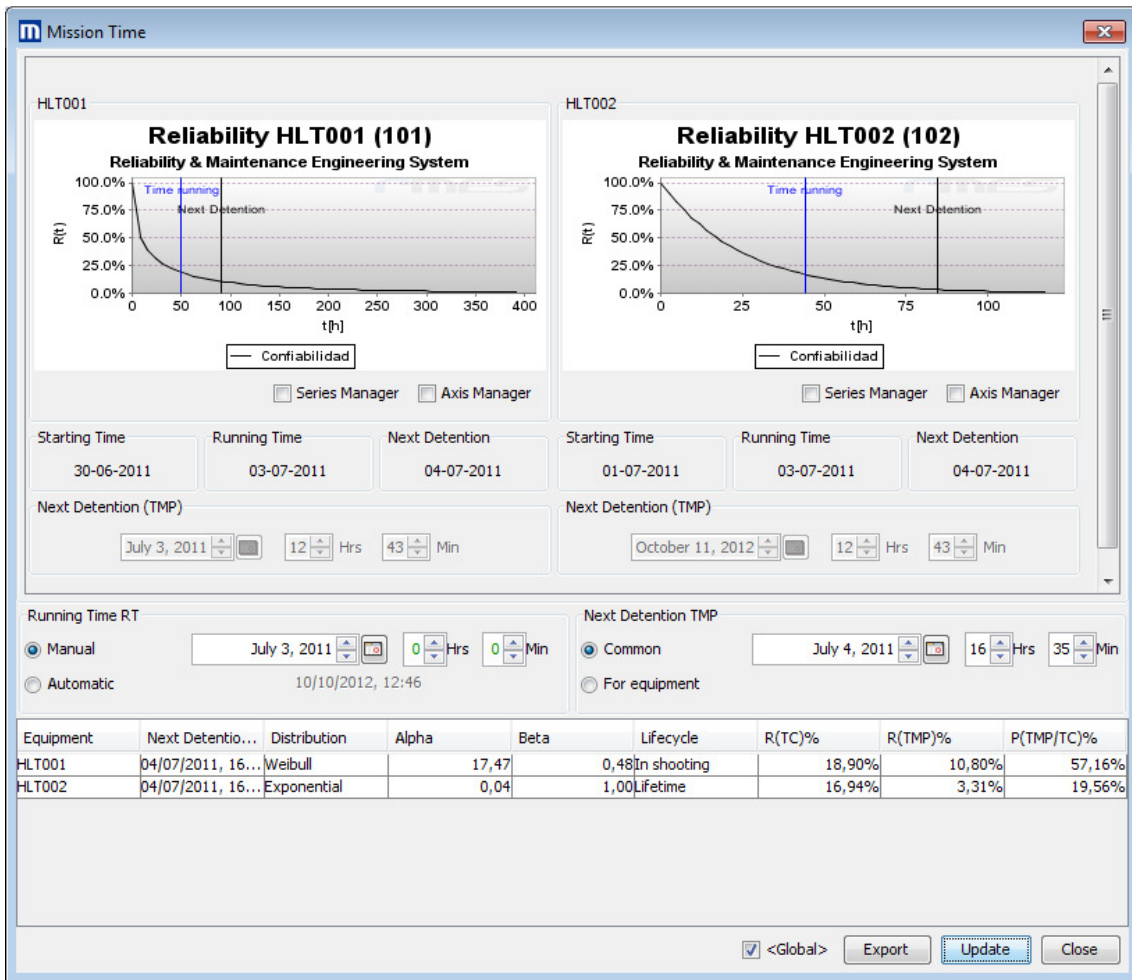 Mission Time
HLT001
Reliability HLT001 (101)
Reliability & Maintenance Engineering System
Time running
Next Detention
R(t)
100.0%
75.0%
50.0%
25.0%
0.0%
0 50 100 150 200 250 300 350 400
t[h]
Confiabilidad
Series Manager Axis Manager
HLT002
Reliability HLT002 (102)
Reliability & Maintenance Engineering System
Time running
Next Detention
R(t)
100.0%
75.0%
50.0%
25.0%
0.0%
0 25 50 75 100
t[h]
Confiabilidad
Series Manager Axis Manager
Starting Time Running Time Next Detention Starting Time Running Time Next Detention
30-06-2011 03-07-2011 04-07-2011 01-07-2011 03-07-2011 04-07-2011
Next Detention (TMP) Next Detention (TMP)
July 3, 2011 12 Hrs 43 Min October 11, 2012 12 Hrs 43 Min
Running Time RT Next Detention TMP
Manual July 3, 2011 0 Hrs 0 Min Common July 4, 2011 16 Hrs 35 Min
Automatic 10/10/2012, 12:46 For equipment
Equipment Next Detentio... Distribution Alpha Beta Lifecycle R(TC)% R(TMP)% P(TMP/TC)%
HLT001 04/07/2011, 16... Weibull 17,47 0,48 In shooting 18,90% 10,80% 57,16%
HLT002 04/07/2011, 16... Exponential 0,04 1,00 Lifetime 16,94% 3,31% 19,56%
<Global> Export Update Close